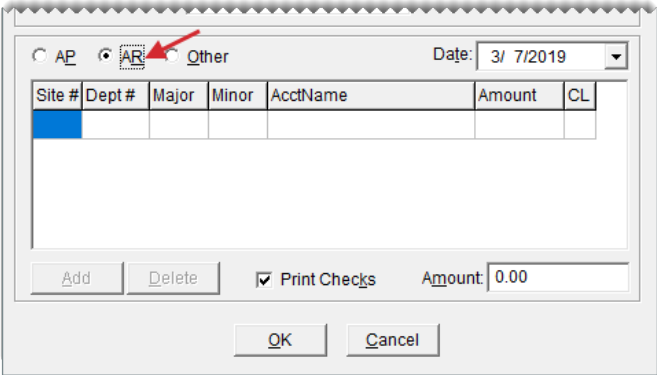 AP AR Other Date: 3/ 7/2019
Site # Dept # Major Minor AcctName Amount CL
Add Delete Print Checks Amount: 0.00
OK Cancel